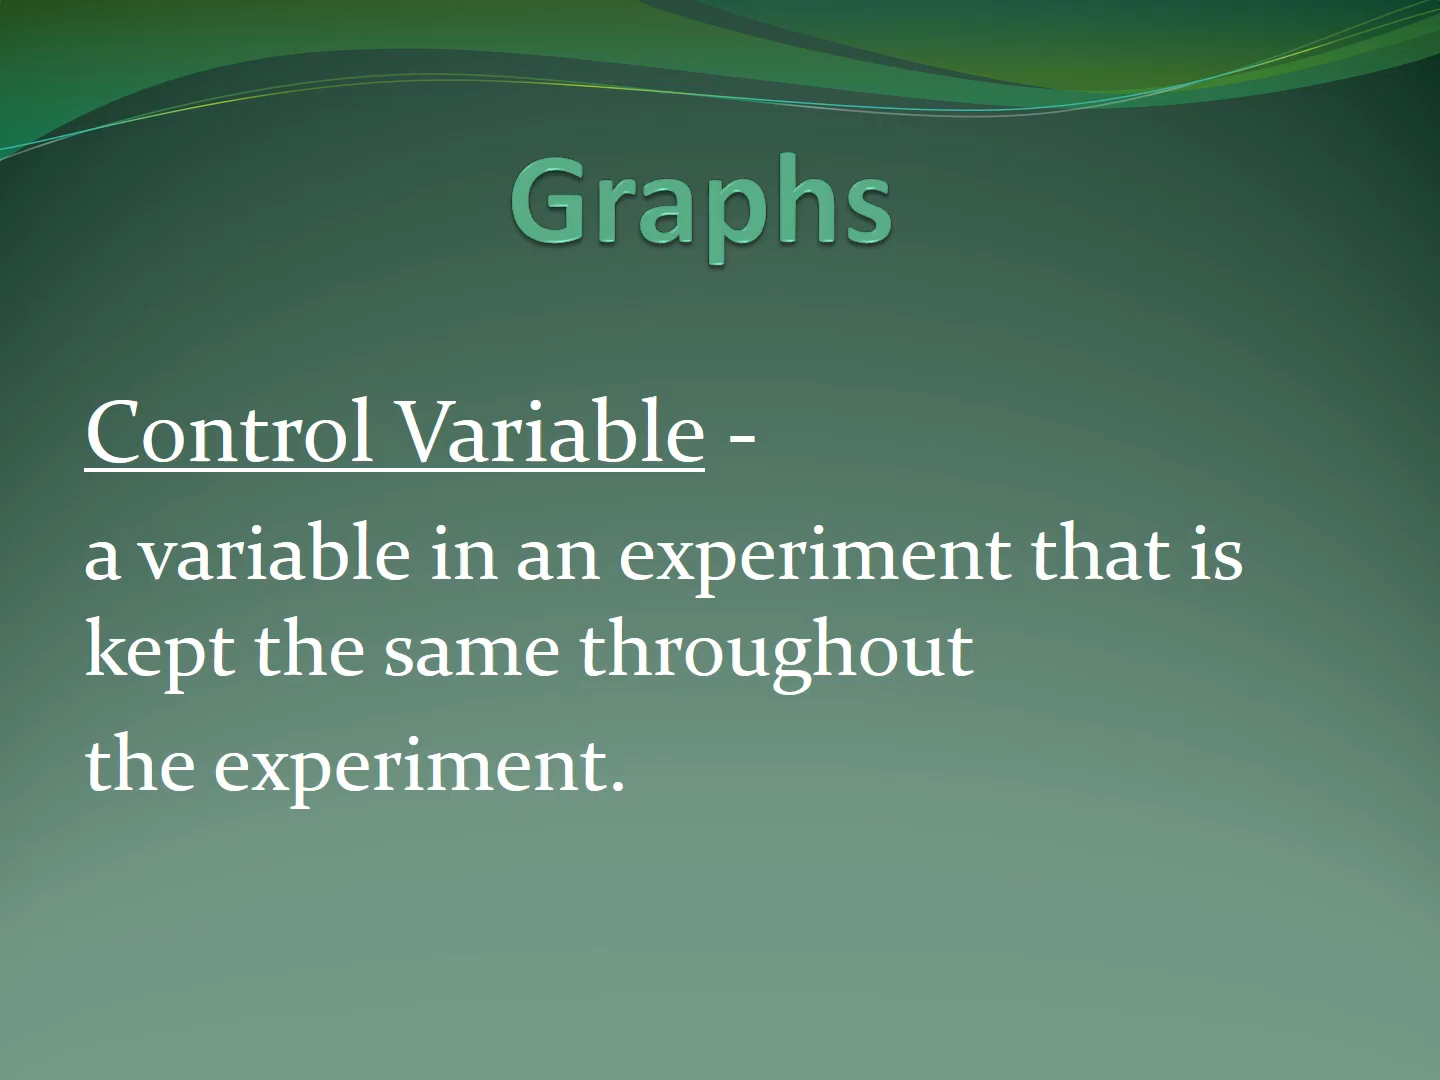 Graphs
Control Variable -
a variable in an experiment that is
kept the same throughout
the experiment.